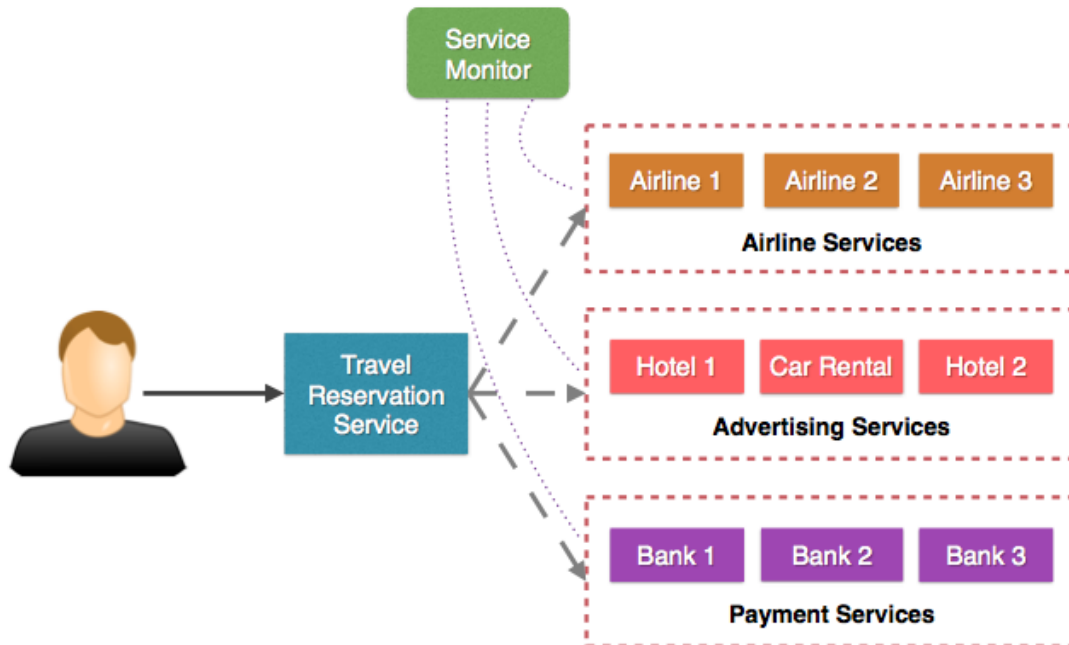 Service
Monitor
Airline 1
Airline 2
Airline 3
Airline Services
Travel
Reservation
Service
Hotel 1
Car Rental
Hotel 2
Advertising Services
Bank 1
Bank 2
Bank 3
Payment Services